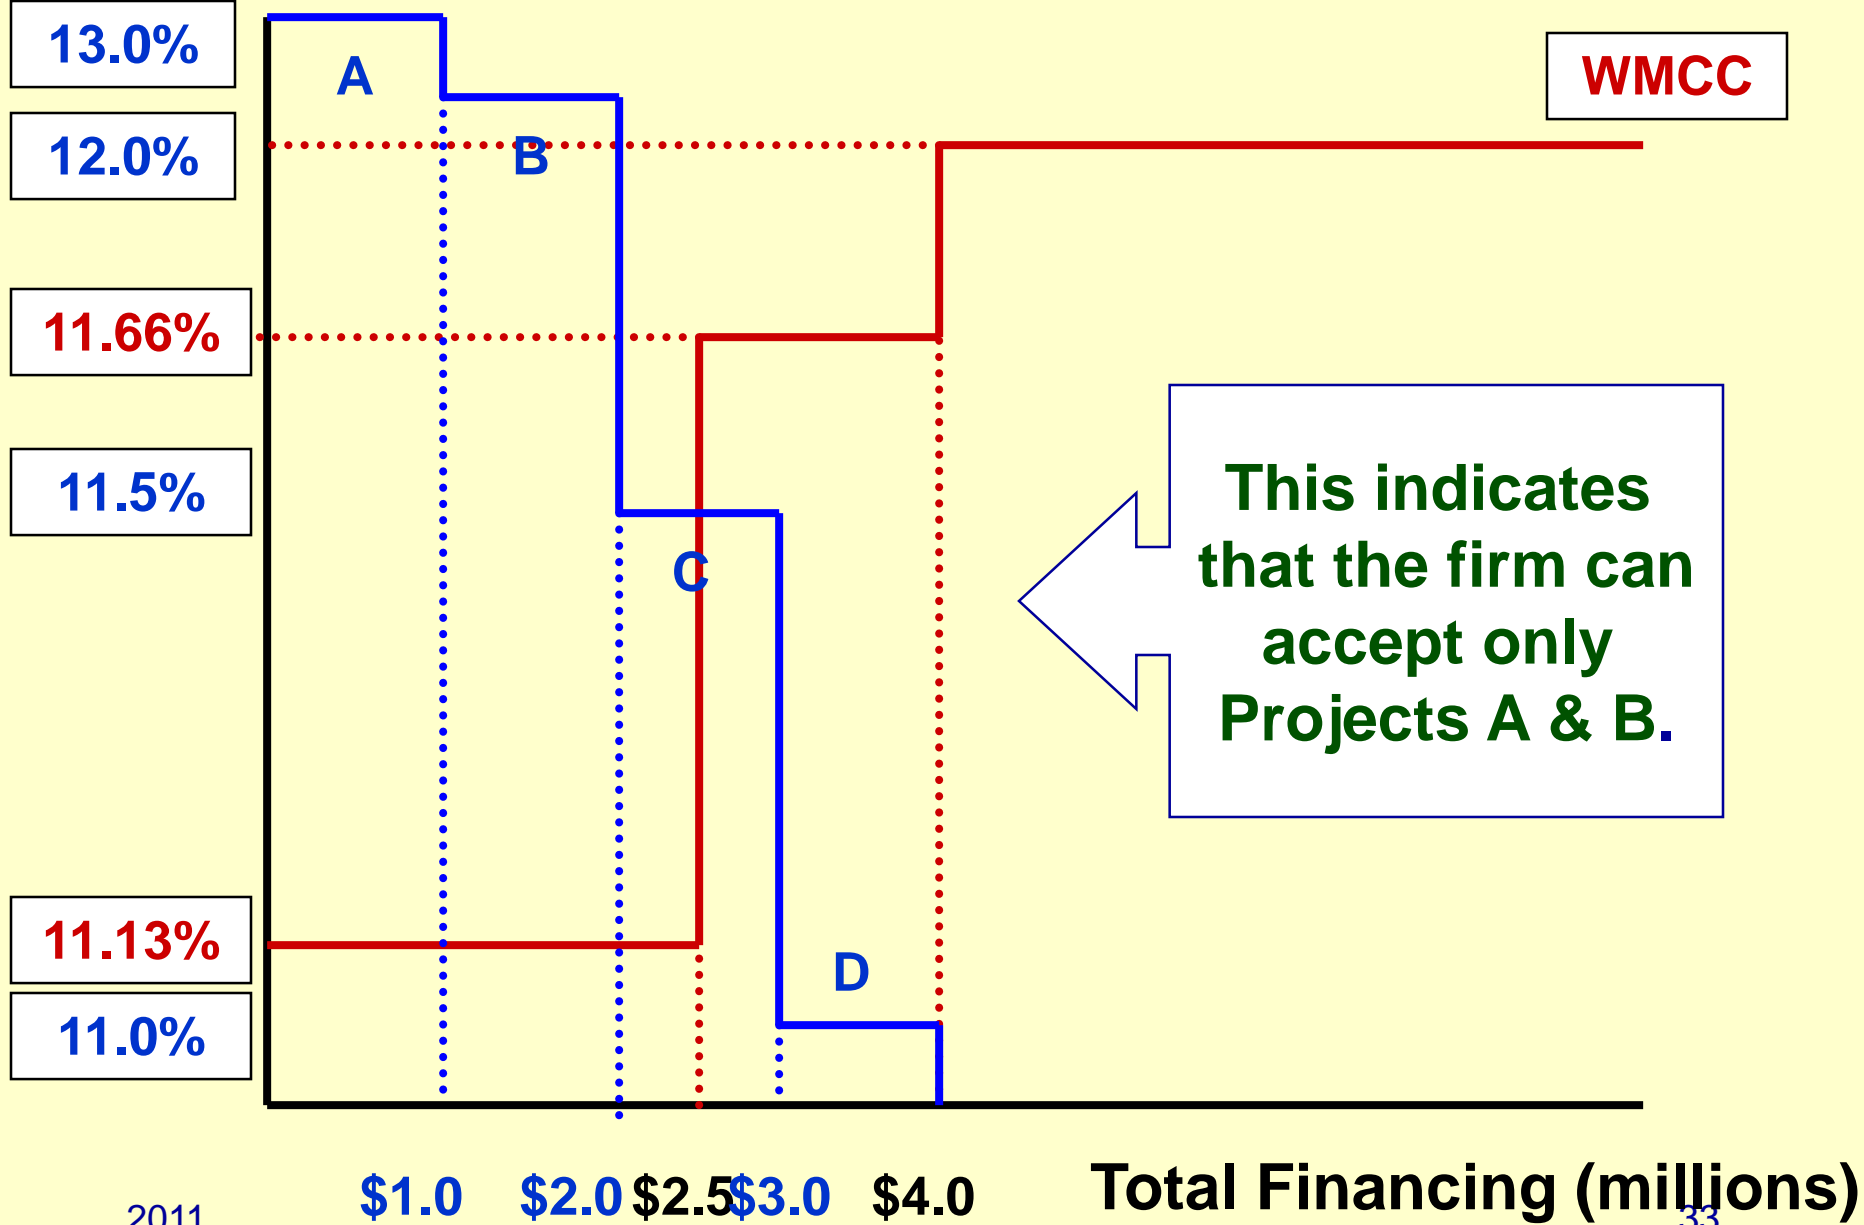 13.0%
A
WMCC
12.0%
B
11.66%
11.5%
This indicates
that the firm can
accept only
Projects A & B.
C
11.13%
D
11.0%
$1.0 $2.0 $2.5 $3.0 $4.0 Total Financing (millions)
2011
33